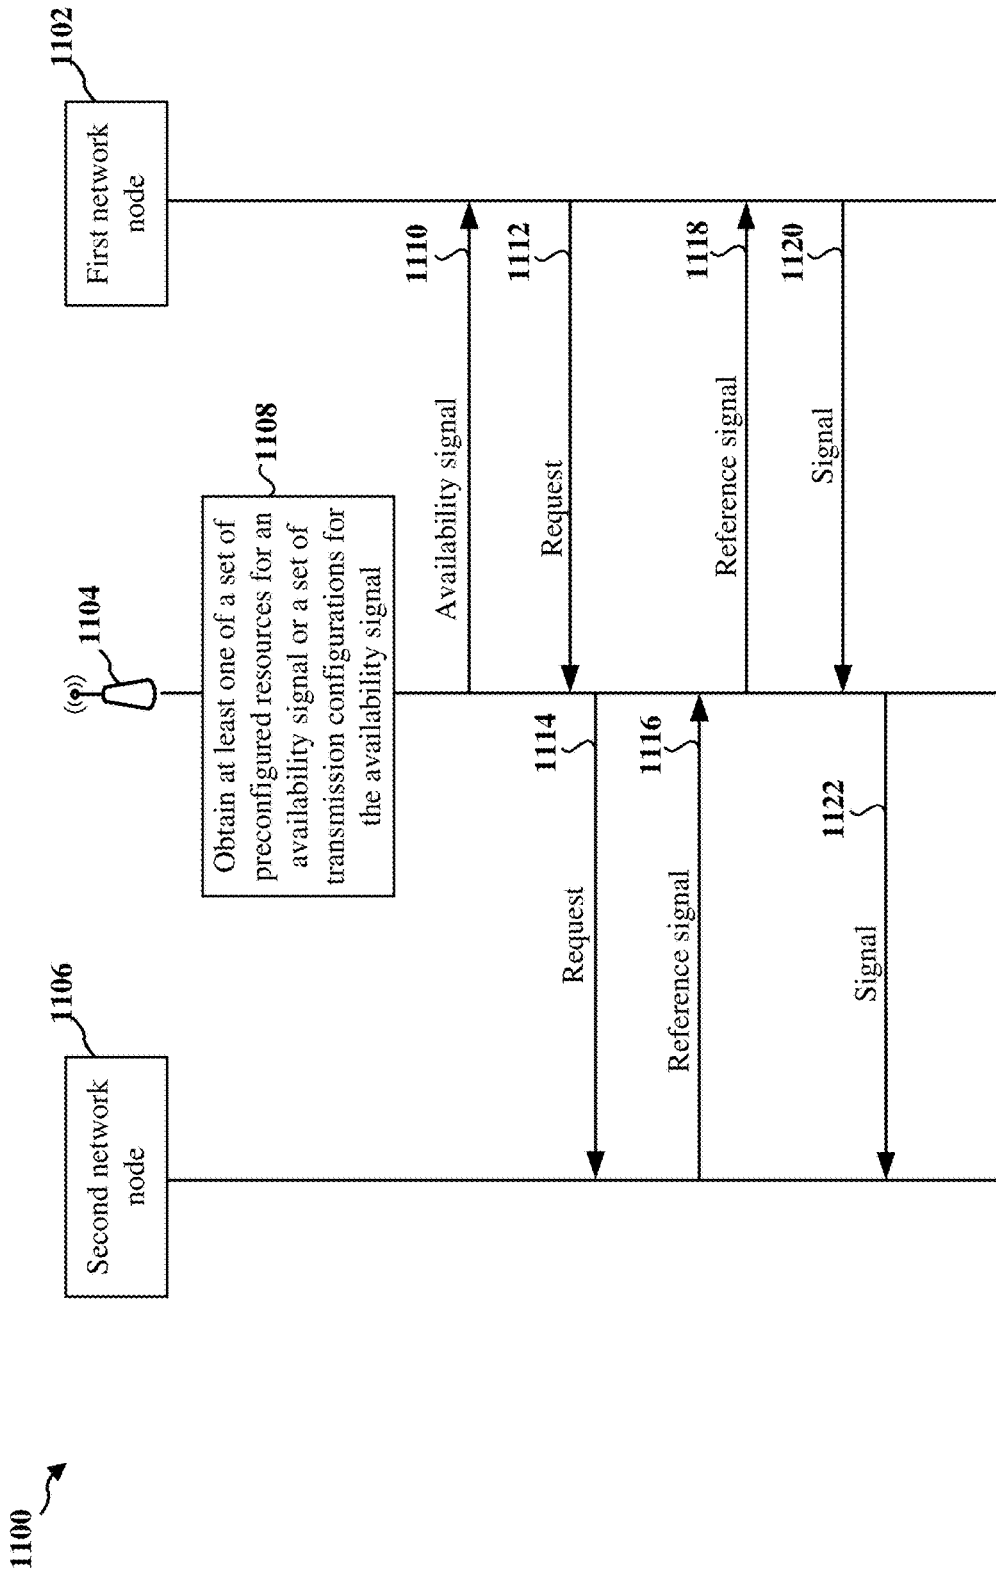 1100
1106
Second network
node
1104
1102
First network
node
1108
Obtain at least one of a set of
preconfigured resources for an
availability signal or a set of
transmission configurations for
the availability signal
Availability signal
1110
Request
1112
Request
1114
Reference signal
1116
Reference signal
1118
Signal
1120
Signal
1122